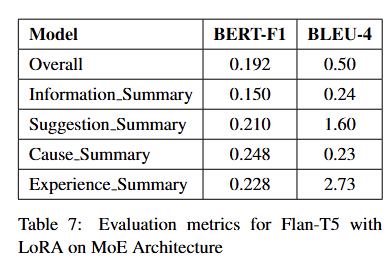 Model BERT-F1 BLEU-4
Overall 0.192 0.50
Information_Summary 0.150 0.24
Suggestion_Summary 0.210 1.60
Cause_Summary 0.248 0.23
Experience_Summary 0.228 2.73
Table 7: Evaluation metrics for Flan-T5 with
LoRA on MoE Architecture